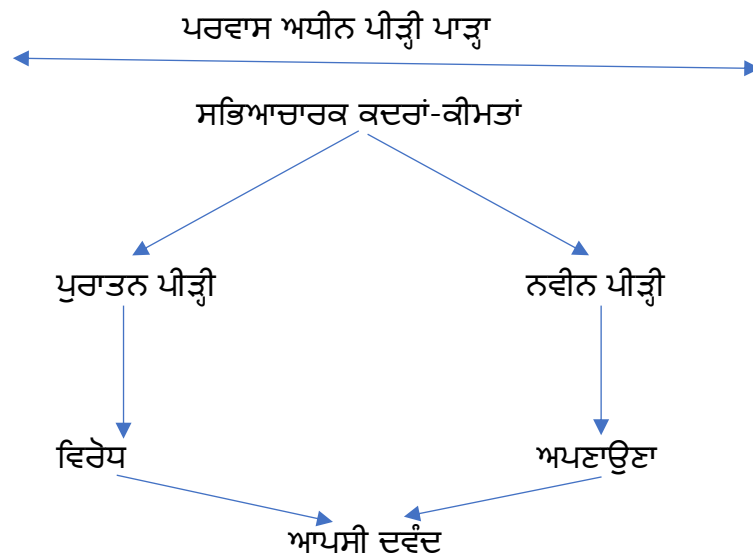 ਪਰਵਾਸ ਅਧੀਨ ਪੀੜ੍ਹੀ ਪਾੜ੍ਹਾ
ਸਭਿਆਚਾਰਕ ਕਦਰਾਂ-ਕੀਮਤਾਂ
ਪੁਰਾਤਨ ਪੀੜ੍ਹੀ
ਨਵੀਨ ਪੀੜ੍ਹੀ
ਵਿਰੋਧ
ਅਪਣਾਉਣਾ
ਆਪਸੀ ਦਵੰਦ